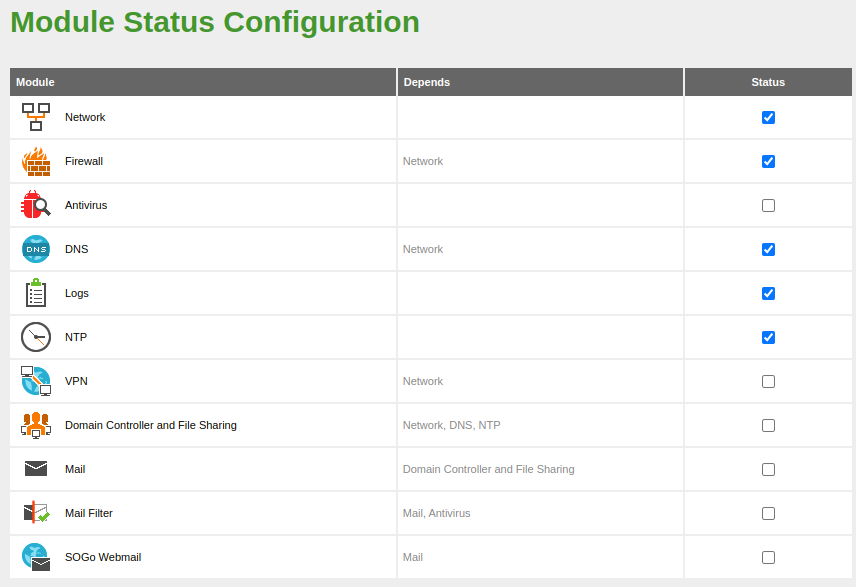 Module Status Configuration
Module Depends Status
Network
Firewall Network
Antivirus
DNS DNS Network
Logs
NTP
VPN Network
Domain Controller and File Sharing Network, DNS, NTP
Mail Domain Controller and File Sharing
Mail Filter Mail, Antivirus
SOGo Webmail Mail